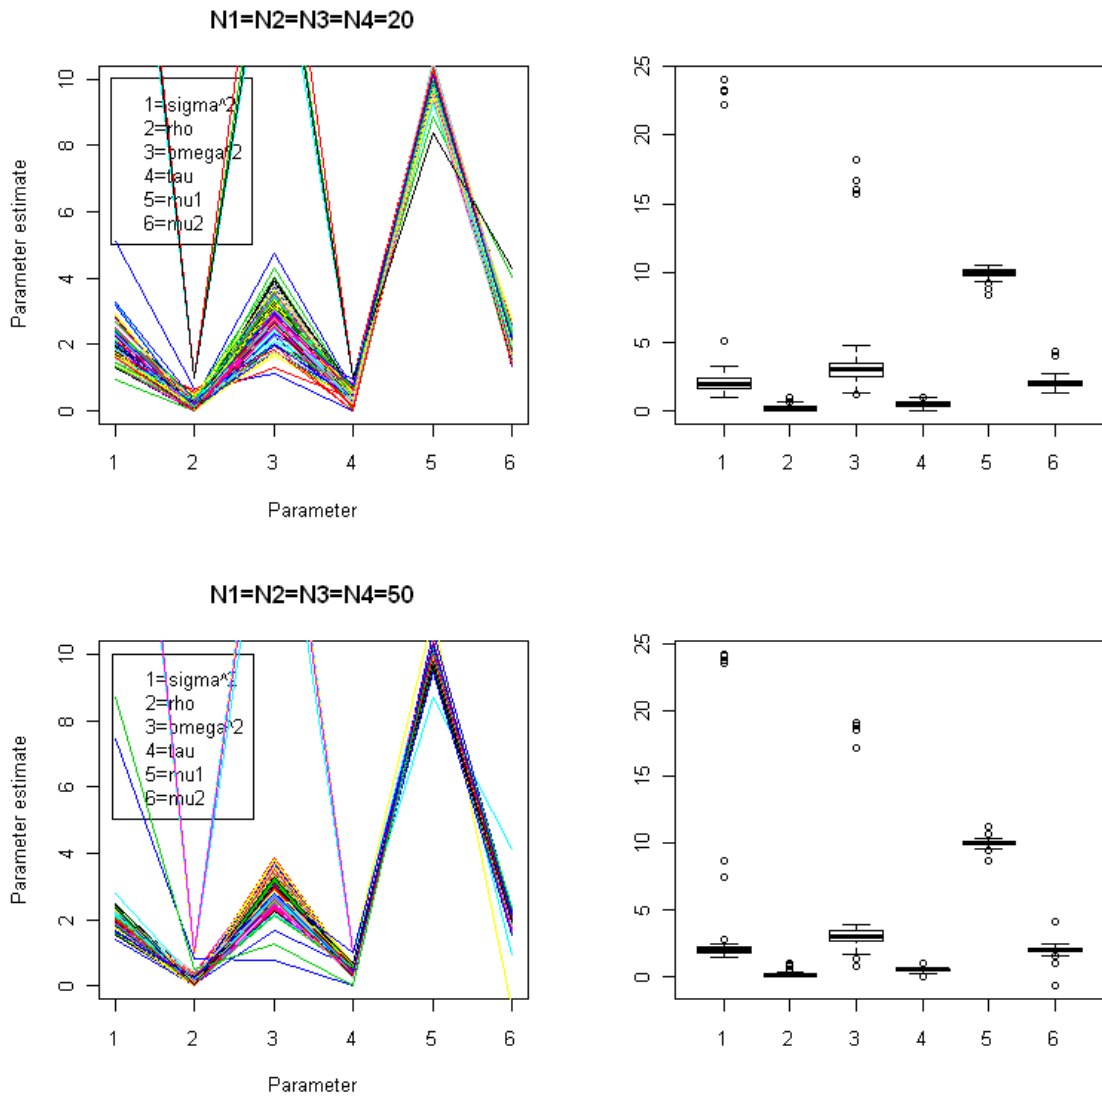 N1=N2=N3=N4=20
Parameter estimate
10
8
6
4
2
0
1=sigma^2
2=rho
3=omega^2
4=tau
5=mu1
6=mu2
1 2 3 4 5 6
Parameter
25
20
15
10
5
0
1 2 3 4 5 6
N1=N2=N3=N4=50
Parameter estimate
10
8
6
4
2
0
1=sigma^2
2=rho
3=omega^2
4=tau
5=mu1
6=mu2
1 2 3 4 5 6
Parameter
25
20
15
10
5
0
1 2 3 4 5 6